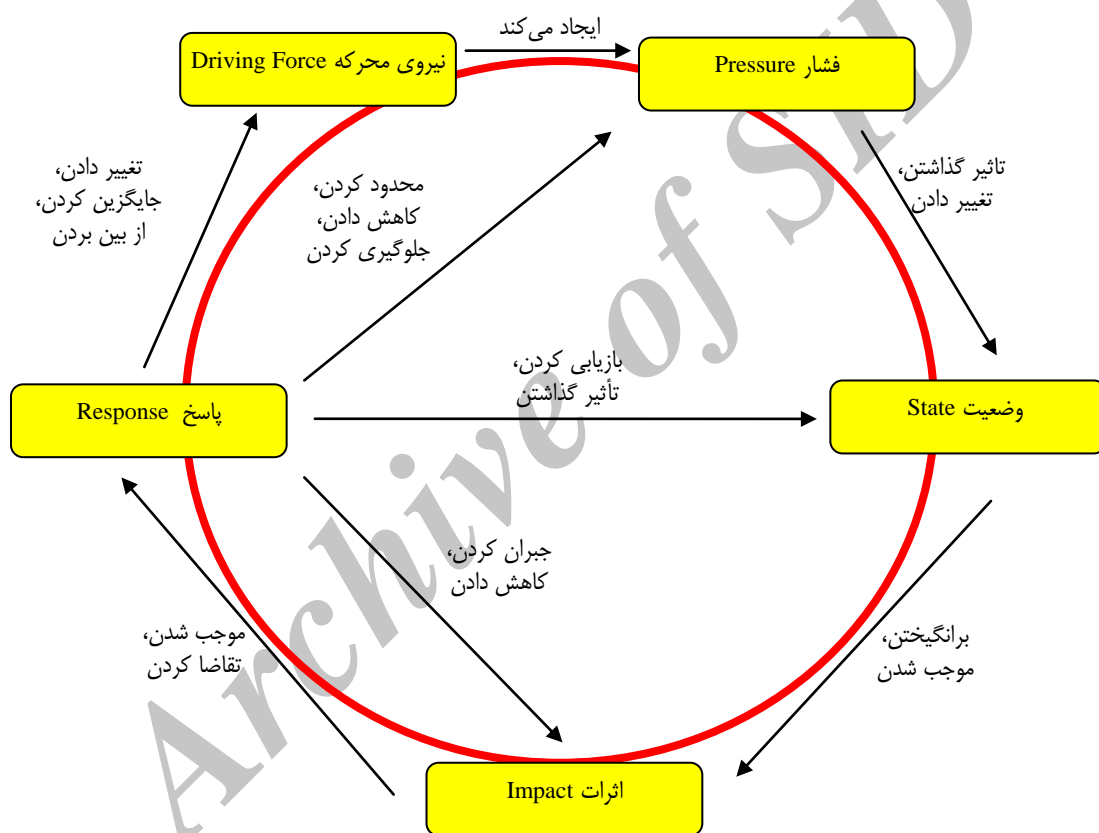 ایجاد می‌کند
نیروی محرکه Driving Force
فشار Pressure
تغییر دادن،
جایگزین کردن،
از بین بردن
محدود کردن،
کاهش دادن،
جلوگیری کردن
تاثیر گذاشتن،
تغییر دادن
بازیابی کردن،
تأثیر گذاشتن
پاسخ Response
وضعیت State
جبران کردن،
کاهش دادن
موجب شدن،
تقاضا کردن
برانگیختن،
موجب شدن
اثرات Impact
Archive of SID